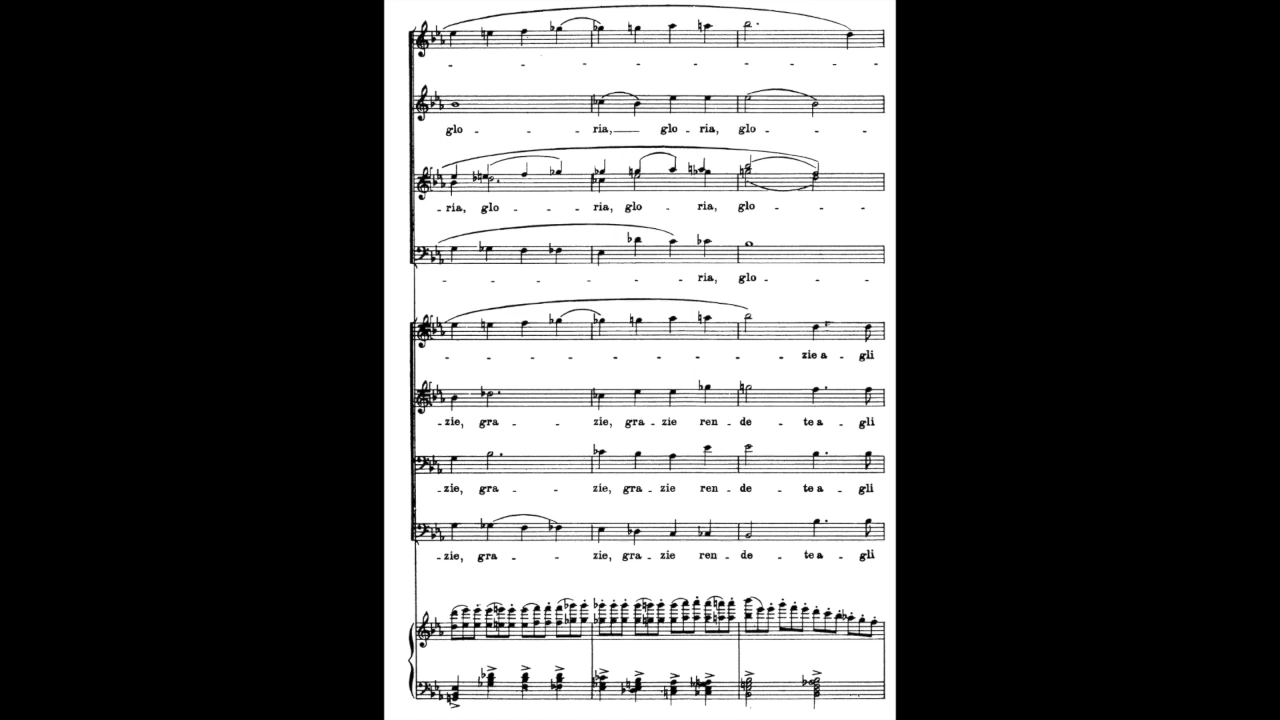 glo - - - ria, glo - ria, glo - - -
- ria, glo - - - ria, glo - - ria, glo - - -
- - - - - - - ria, glo - - -
- - - - - - - - - - zie a - gli
- zie, gra - - zie, gra - zie ren - de - te a - gli
- zie, gra - - zie, gra - zie ren - de - te a - gli
- zie, gra - - zie, gra - zie ren - de - te a - gli